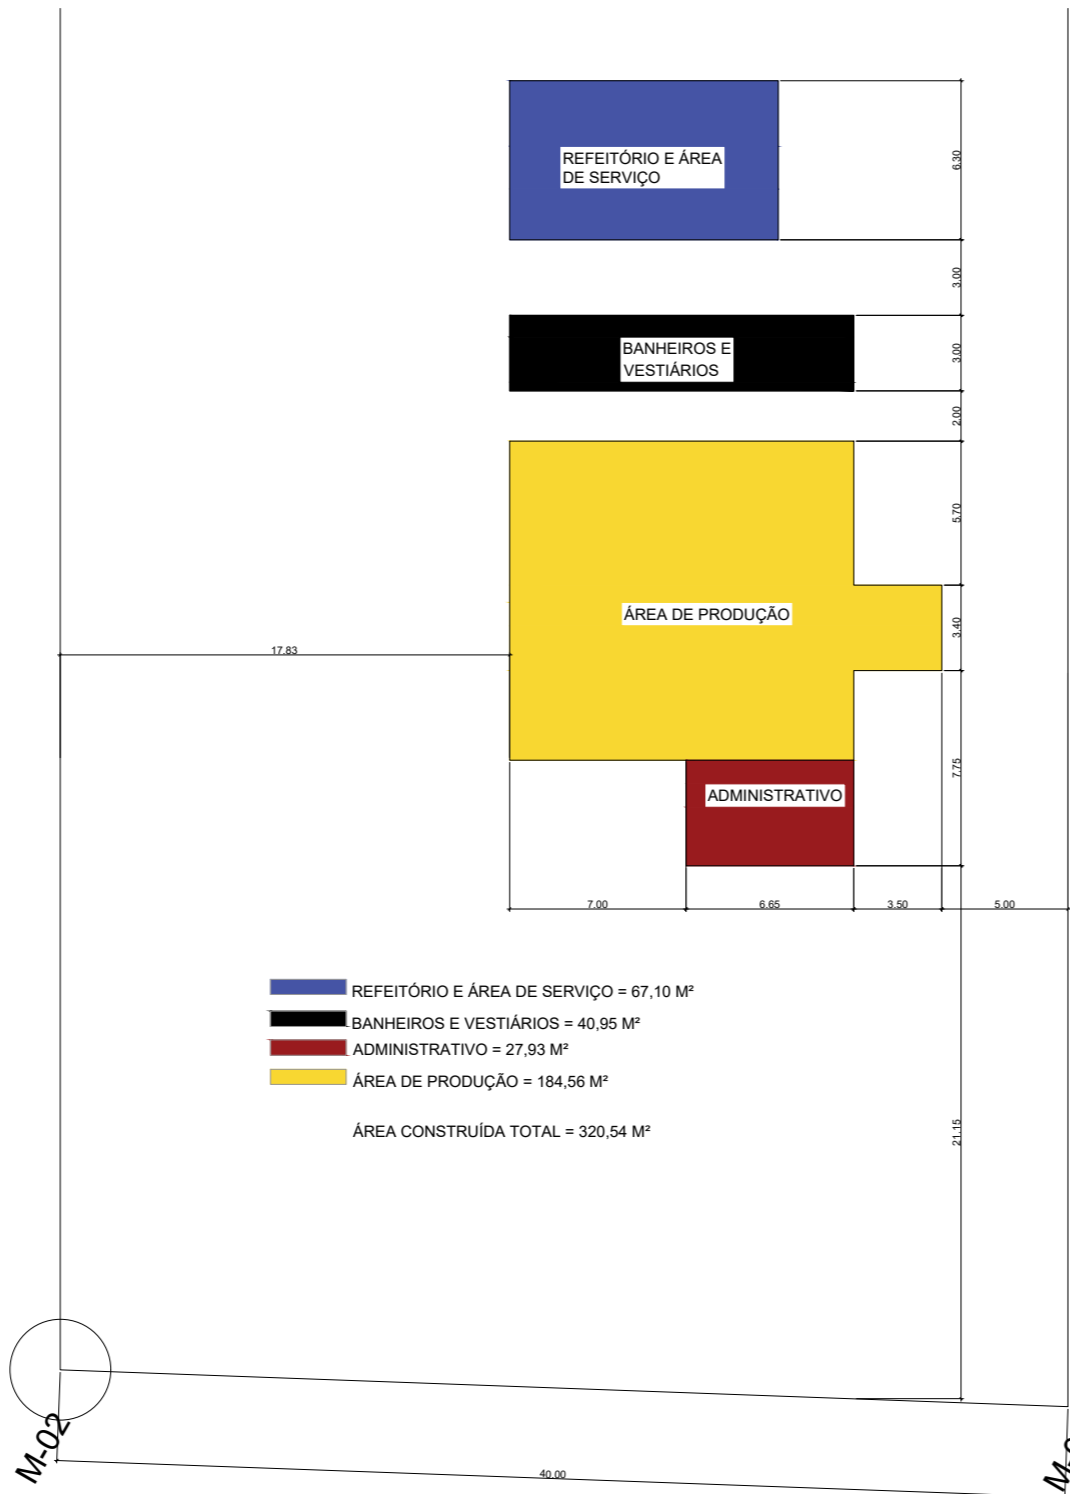 REFEITÓRIO E ÁREA
DE SERVIÇO
6.30
3.00
BANHEIROS E
VESTIÁRIOS
3.00
2.00
5.70
ÁREA DE PRODUÇÃO
3.40
17.83
7.75
ADMINISTRATIVO
7.00
6.65
3.50
5.00
REFEITÓRIO E ÁREA DE SERVIÇO = 67,10 M²
BANHEIROS E VESTIÁRIOS = 40,95 M²
ADMINISTRATIVO = 27,93 M²
ÁREA DE PRODUÇÃO = 184,56 M²
ÁREA CONSTRUÍDA TOTAL = 320,54 M²
21.15
M-02
40.00